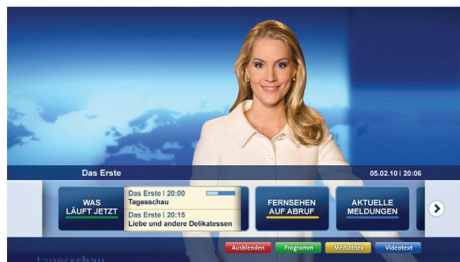 Das Erste
05.02.10 | 20:06
WAS
LÄUFT JETZT
Das Erste | 20:00
Tagesschau
Das Erste | 20:15
Liebe und andere Delikatessen
FERNSEHEN
AUF ABRUF
AKTUELLE
MELDUNGEN
Ausblenden
Programm
Mediathek
Videotext
tagesschau